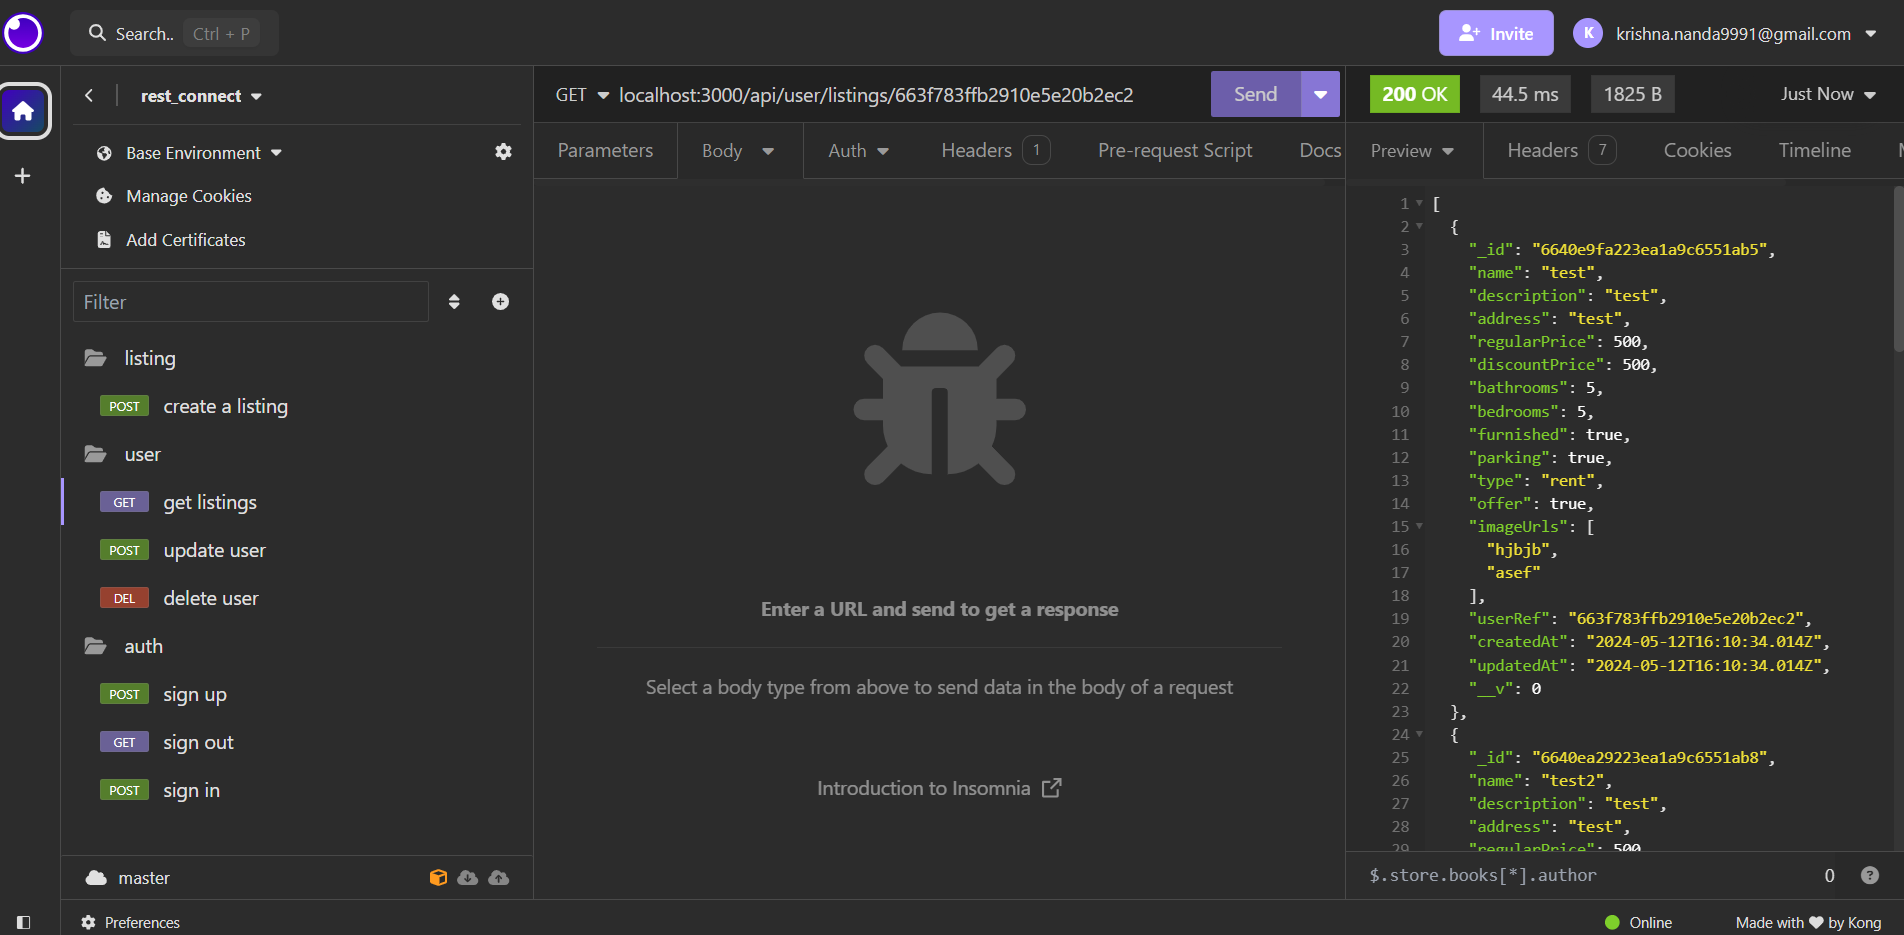 Search.. Ctrl + P
Invite
K
krishna.nanda9991@gmail.com
rest_connect
Base Environment
Manage Cookies
Add Certificates
Filter
listing
POST create a listing
user
GET get listings
POST update user
DEL delete user
auth
POST sign up
GET sign out
POST sign in
master
Preferences
GET localhost:3000/api/user/listings/663f783ffb2910e5e20b2ec2 Send
Parameters Body Auth Headers 1 Pre-request Script Docs
Enter a URL and send to get a response
Select a body type from above to send data in the body of a request
Introduction to Insomnia
200 OK 44.5 ms 1825 B Just Now
Preview Headers 7 Cookies Timeline
1 [
2 {
3 "_id": "6640e9fa223ea1a9c6551ab5",
4 "name": "test",
5 "description": "test",
6 "address": "test",
7 "regularPrice": 500,
8 "discountPrice": 500,
9 "bathrooms": 5,
10 "bedrooms": 5,
11 "furnished": true,
12 "parking": true,
13 "type": "rent",
14 "offer": true,
15 "imageUrls": [
16 "hjbjb",
17 "asef"
18 ],
19 "userRef": "663f783ffb2910e5e20b2ec2",
20 "createdAt": "2024-05-12T16:10:34.014Z",
21 "updatedAt": "2024-05-12T16:10:34.014Z",
22 "__v": 0
23 },
24 {
25 "_id": "6640ea29223ea1a9c6551ab8",
26 "name": "test2",
27 "description": "test",
28 "address": "test",
29 "regularPrice": 500
$.store.books[*].author 0
Online
Made with ♥ by Kong